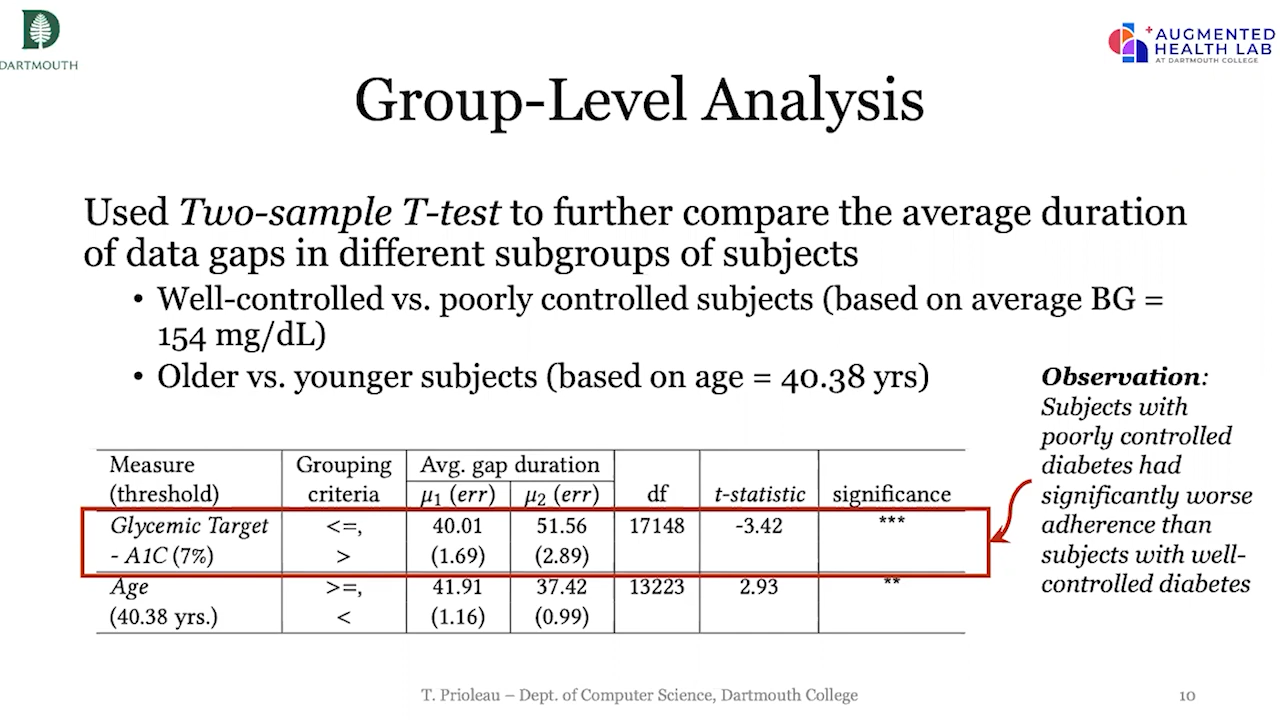 DARTMOUTH
AUGMENTED
HEALTH LAB
AT DARTMOUTH COLLEGE
Group-Level Analysis
Used Two-sample T-test to further compare the average duration
of data gaps in different subgroups of subjects
• Well-controlled vs. poorly controlled subjects (based on average BG =
154 mg/dL)
• Older vs. younger subjects (based on age = 40.38 yrs)
Measure Grouping Avg. gap duration
(threshold) criteria μ1 (err) μ2 (err) df t-statistic significance
Glycemic Target <=, 40.01 51.56 17148 -3.42 ***
- A1C (7%) > (1.69) (2.89)
Age >=, 41.91 37.42 13223 2.93 **
(40.38 yrs.) < (1.16) (0.99)
Observation:
Subjects with
poorly controlled
diabetes had
significantly worse
adherence than
subjects with well-
controlled diabetes
T. Prioleau – Dept. of Computer Science, Dartmouth College
10